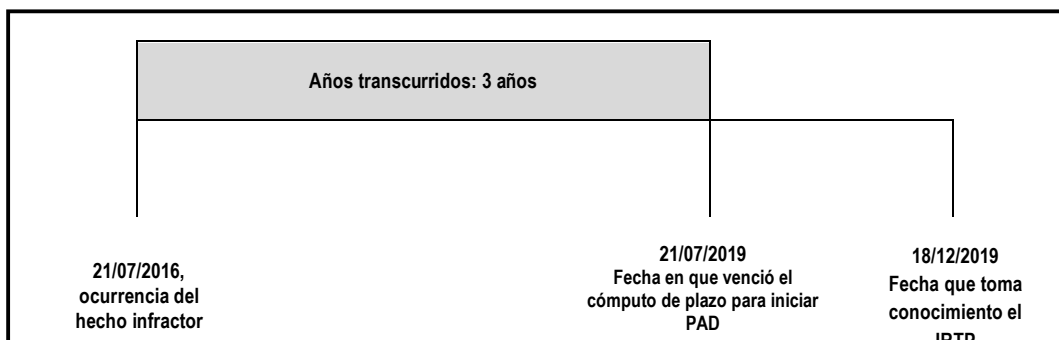 Años transcurridos: 3 años
21/07/2016,
ocurrencia del
hecho infractor
21/07/2019
Fecha en que venció el
cómputo de plazo para iniciar
PAD
18/12/2019
Fecha que toma
conocimiento el